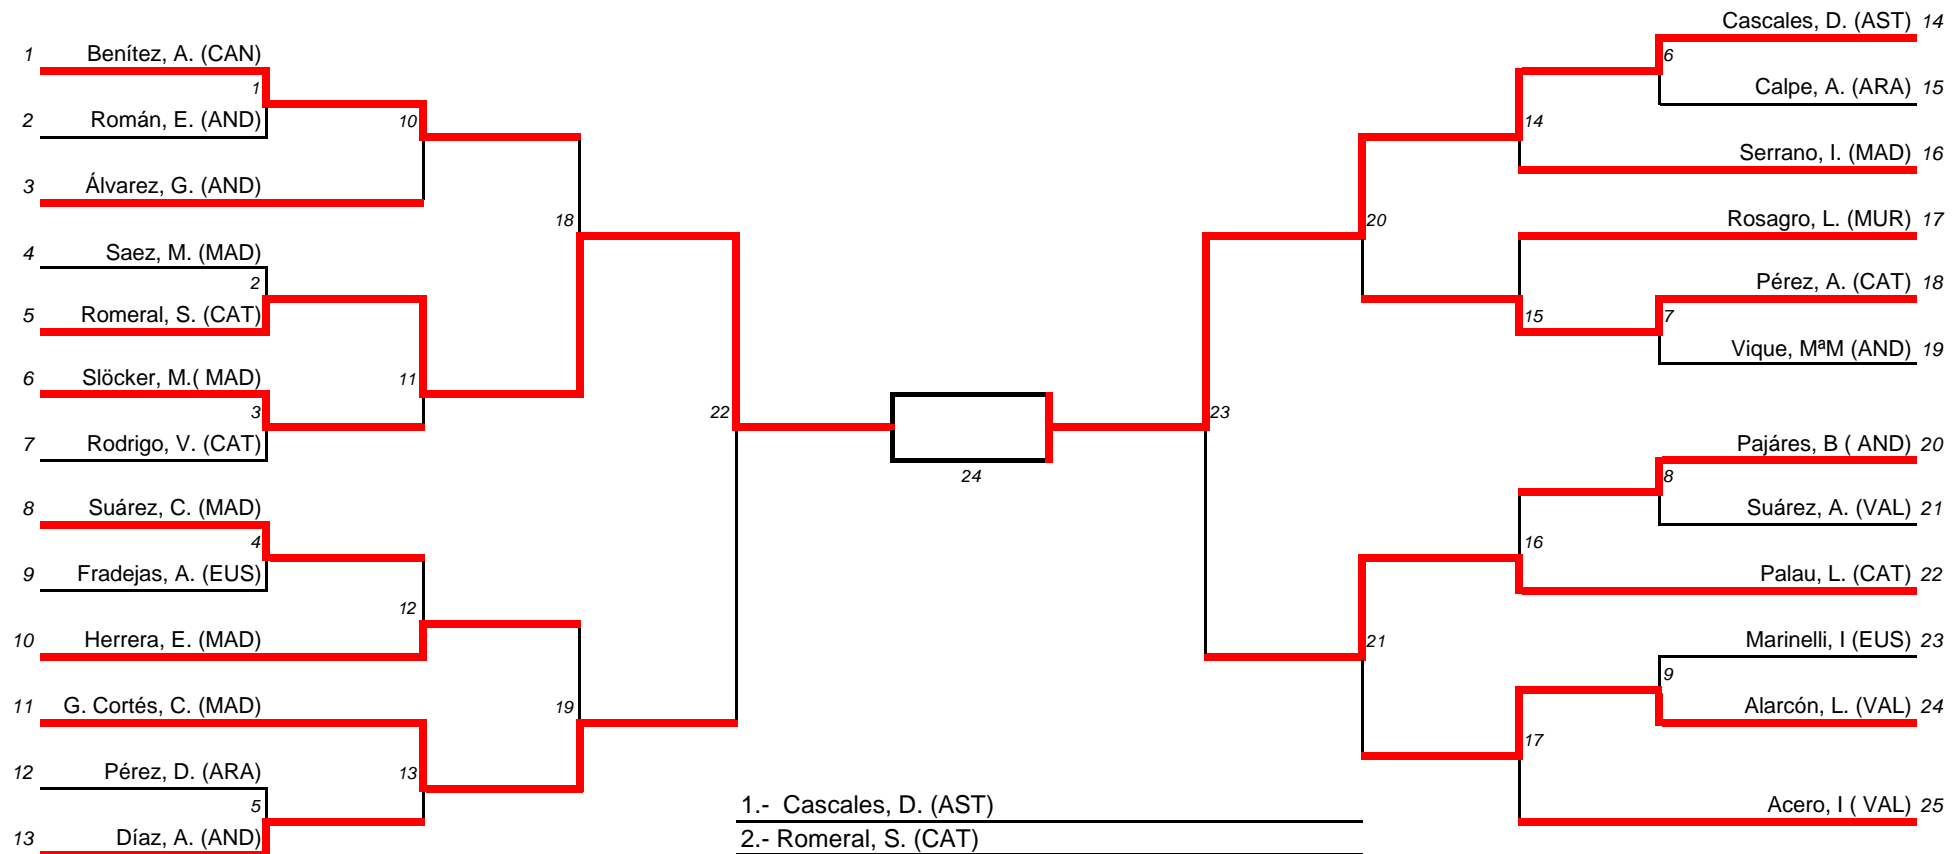 1 Benítez, A. (CAN)
1
2 Román, E. (AND)
10
3 Álvarez, G. (AND)
18
4 Saez, M. (MAD)
2
5 Romeral, S. (CAT)
11
6 Slöcker, M.( MAD)
3
7 Rodrigo, V. (CAT)
22
8 Suárez, C. (MAD)
4
9 Fradejas, A. (EUS)
12
10 Herrera, E. (MAD)
19
11 G. Cortés, C. (MAD)
12 Pérez, D. (ARA)
13
5
13 Díaz, A. (AND)
24
Cascales, D. (AST) 14
6
Calpe, A. (ARA) 15
14
Serrano, I. (MAD) 16
20
Rosagro, L. (MUR) 17
Pérez, A. (CAT) 18
15
7
Vique, MªM (AND) 19
23
Pajáres, B ( AND) 20
8
Suárez, A. (VAL) 21
16
Palau, L. (CAT) 22
21
Marinelli, I (EUS) 23
9
Alarcón, L. (VAL) 24
17
Acero, I ( VAL) 25
1.- Cascales, D. (AST)
2.- Romeral, S. (CAT)